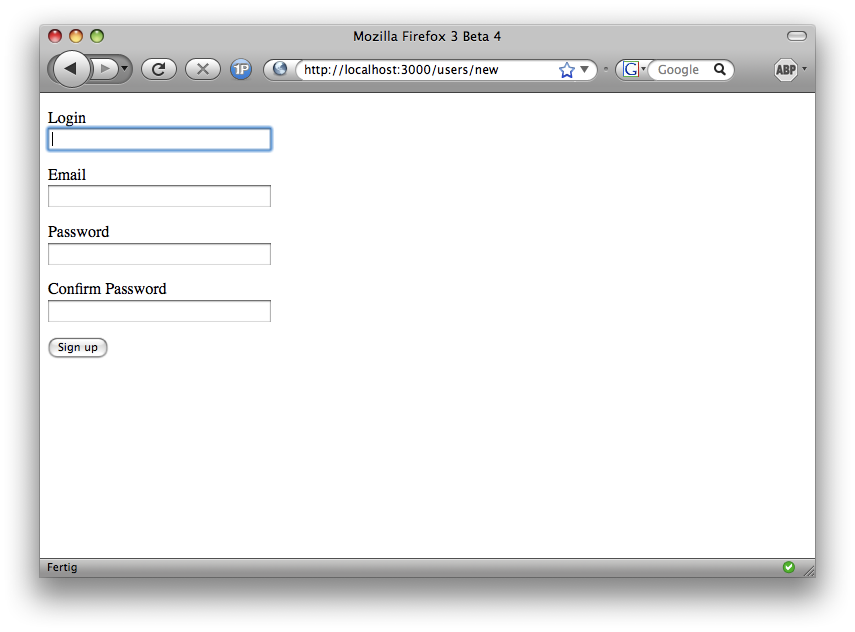 Mozilla Firefox 3 Beta 4
1P http://localhost:3000/users/new G Google ABP
Login
Email
Password
Confirm Password
Sign up
Fertig